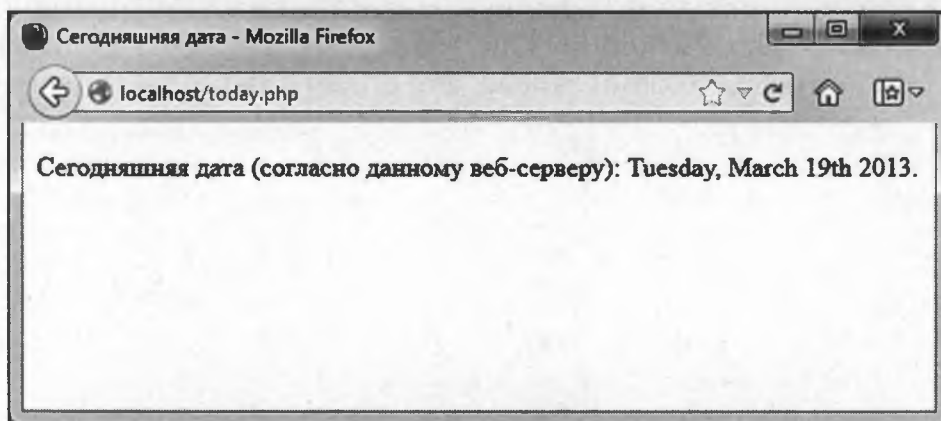 Сегодняшняя дата - Mozilla Firefox
localhost/today.php
Сегодняшняя дата (согласно данному веб-серверу): Tuesday, March 19th 2013.